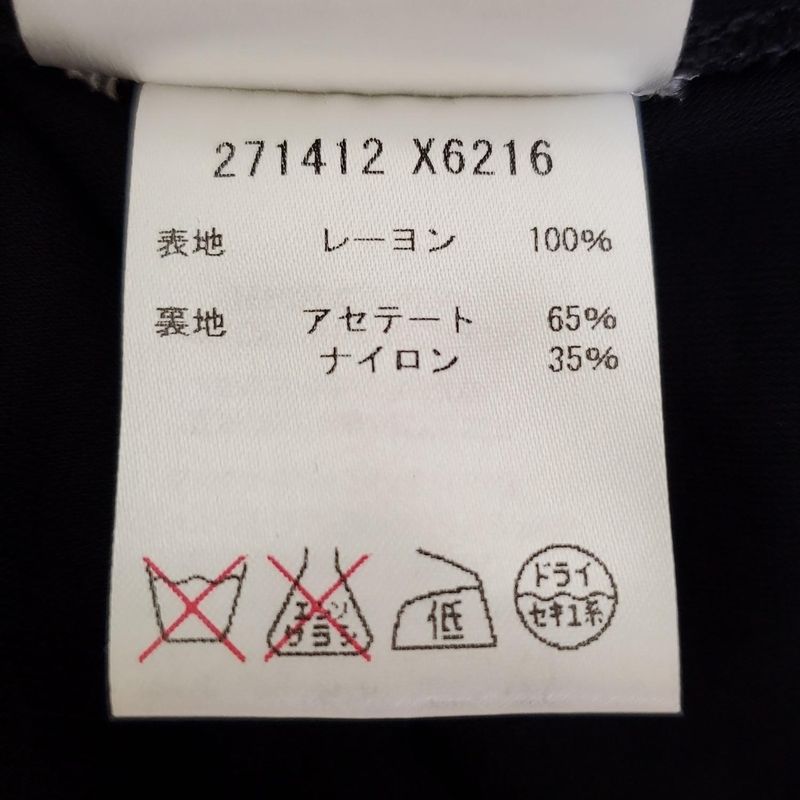 271412 X6216
表地 レーヨン 100%
裏地 アセテート 65%
ナイロン 35%
エンソ
サラシ
低
ドライ
セキユ系